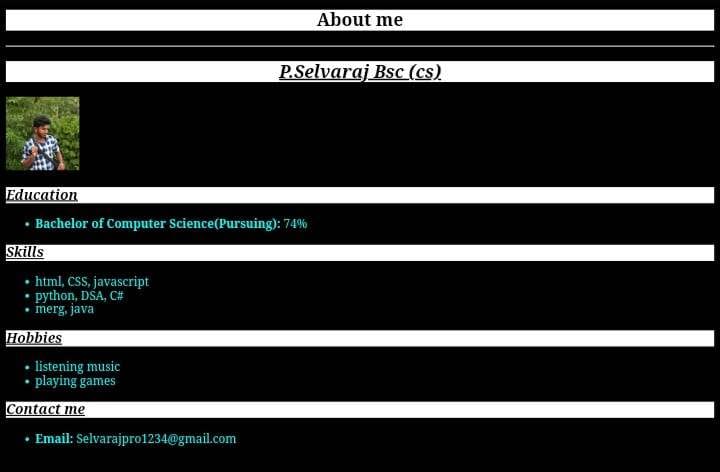 About me
P.Selvaraj Bsc (cs)
Education
Bachelor of Computer Science(Pursuing): 74%
Skills
html, CSS, javascript
python, DSA, C#
merg, java
Hobbies
listening music
playing games
Contact me
Email: Selvarajpro1234@gmail.com